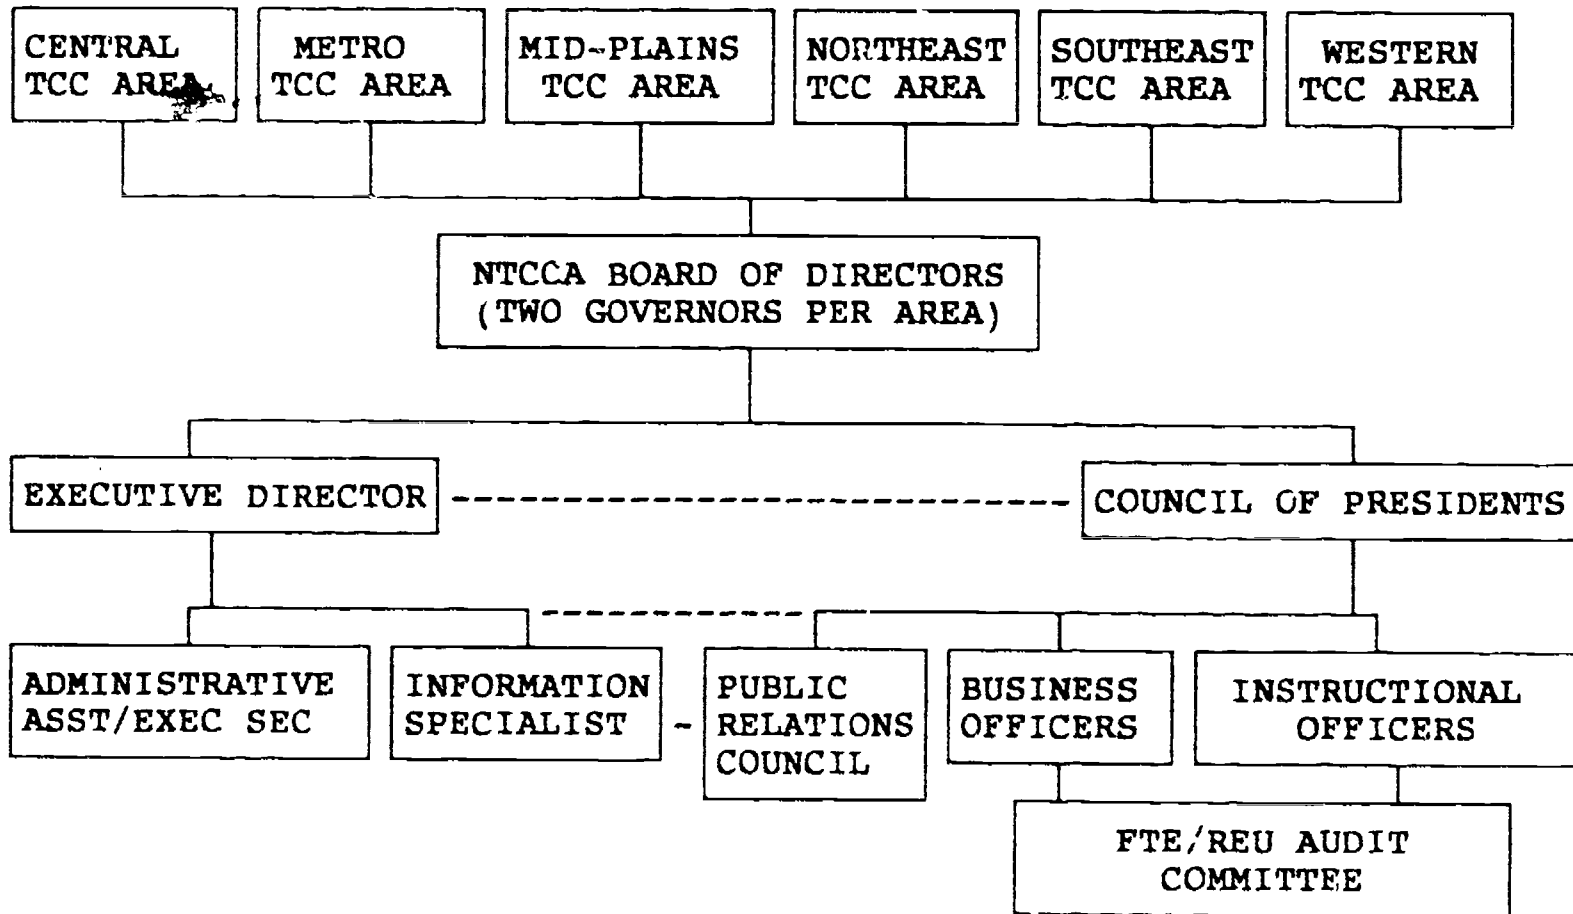 CENTRAL
TCC AREA
METRO
TCC AREA
MID-PLAINS
TCC AREA
NORTHEAST
TCC AREA
SOUTHEAST
TCC AREA
WESTERN
TCC AREA
NTCCA BOARD OF DIRECTORS
(TWO GOVERNORS PER AREA)
EXECUTIVE DIRECTOR
COUNCIL OF PRESIDENTS
ADMINISTRATIVE
ASST/EXEC SEC
INFORMATION
SPECIALIST
PUBLIC
RELATIONS
COUNCIL
BUSINESS
OFFICERS
INSTRUCTIONAL
OFFICERS
FTE/REU AUDIT
COMMITTEE